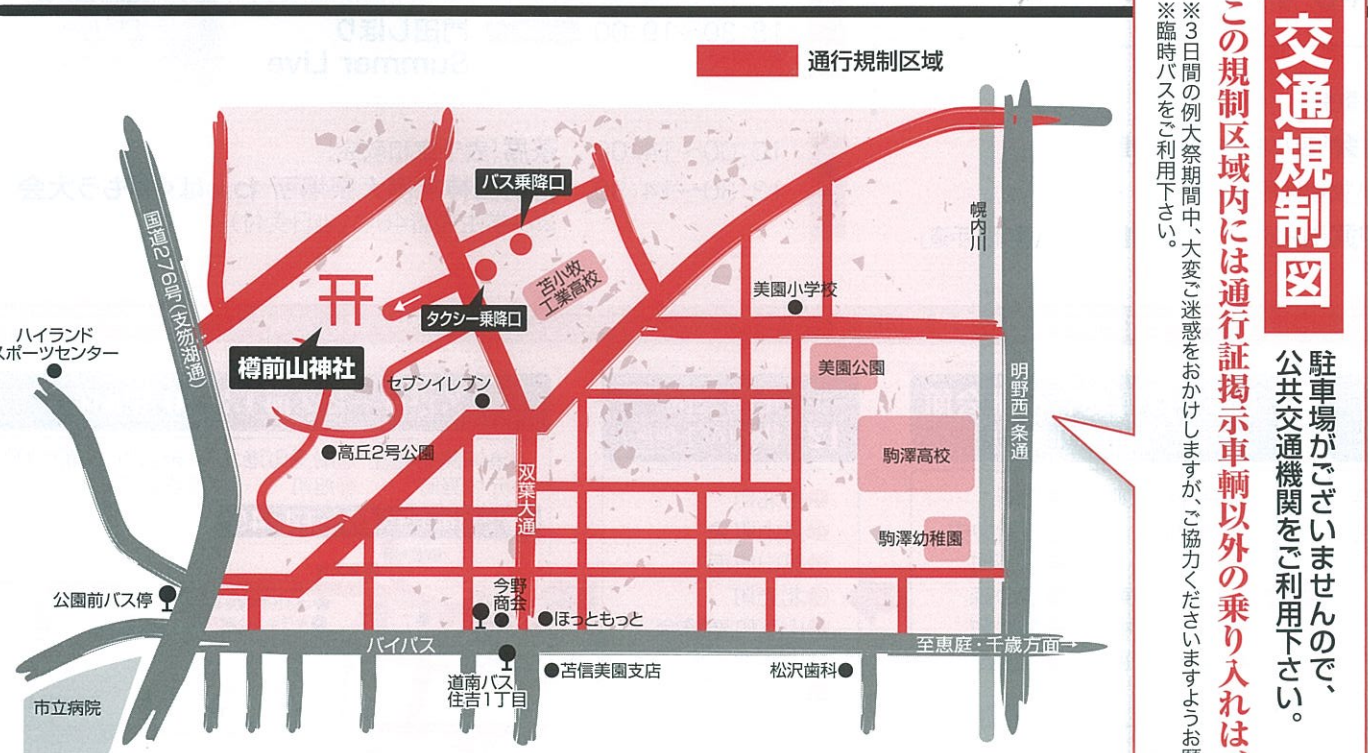 交通規制図
駐車場がございませんので、
公共交通機関をご利用下さい。
この規制区域内には通行証掲示車輌以外の乗り入れは、
※3日間の例大祭期間中、大変ご迷惑をおかけしますが、ご協力くださいますようお願
※臨時バスをご利用下さい。
通行規制区域
バス乗降口
苫小牧
工業高校
タクシー乗降口
国道276号(支笏湖通)
樽前山神社
ハイランド
スポーツセンター
セブンイレブン
高丘2号公園
双葉大通
幌内川
美園小学校
美園公園
明野西一条通
駒澤高校
駒澤幼稚園
公園前バス停
今野
商会
ほっともっと
バイパス
至恵庭・千歳方面→
道南バス
住吉1丁目
苫信美園支店
松沢歯科
市立病院
Summer Live